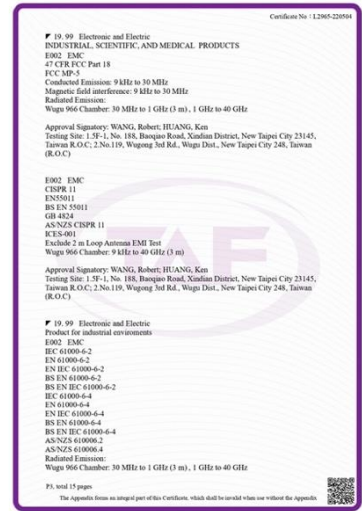 Certificate No : L2965-220504
19. 99 Electronic and Electric
INDUSTRIAL, SCIENTIFIC, AND MEDICAL PRODUCTS
E002 EMC
47 CFR FCC Part 18
FCC MP-5
Conducted Emission: 9 kHz to 30 MHz
Magnetic field interference: 9 kHz to 30 MHz
Radiated Emission:
Wugu 966 Chamber: 30 MHz to 1 GHz (3 m) , 1 GHz to 40 GHz
Approval Signatory: WANG, Robert; HUANG, Ken
Testing Site: 1.5F-1, No. 188, Baoqiao Road, Xindian District, New Taipei City 23145,
Taiwan R.O.C; 2.No.119, Wugong 3rd Rd., Wugu Dist., New Taipei City 248, Taiwan
(R.O.C)
E002 EMC
CISPR 11
EN55011
BS EN 55011
GB 4824
AS/NZS CISPR 11
ICES-001
Exclude 2 m Loop Antenna EMI Test
Wugu 966 Chamber: 9 kHz to 40 GHz (3 m)
Approval Signatory: WANG, Robert; HUANG, Ken
Testing Site: 1.5F-1, No. 188, Baoqiao Road, Xindian District, New Taipei City 23145,
Taiwan R.O.C; 2.No.119, Wugong 3rd Rd., Wugu Dist., New Taipei City 248, Taiwan
(R.O.C)
TAF
19. 99 Electronic and Electric
Product for industrial enviroments
E002 EMC
IEC 61000-6-2
EN 61000-6-2
EN IEC 61000-6-2
BS EN 61000-6-2
BS EN IEC 61000-6-2
IEC 61000-6-4
EN 61000-6-4
EN IEC 61000-6-4
BS EN 61000-6-4
BS EN IEC 61000-6-4
AS/NZS 610006.2
AS/NZS 610006.4
Radiated Emission:
Wugu 966 Chamber: 30 MHz to 1 GHz (3 m) , 1 GHz to 40 GHz
P3, total 15 pages
The Appendix forms an integral part of this Certificate, which shall be invalid when use without the Appendix